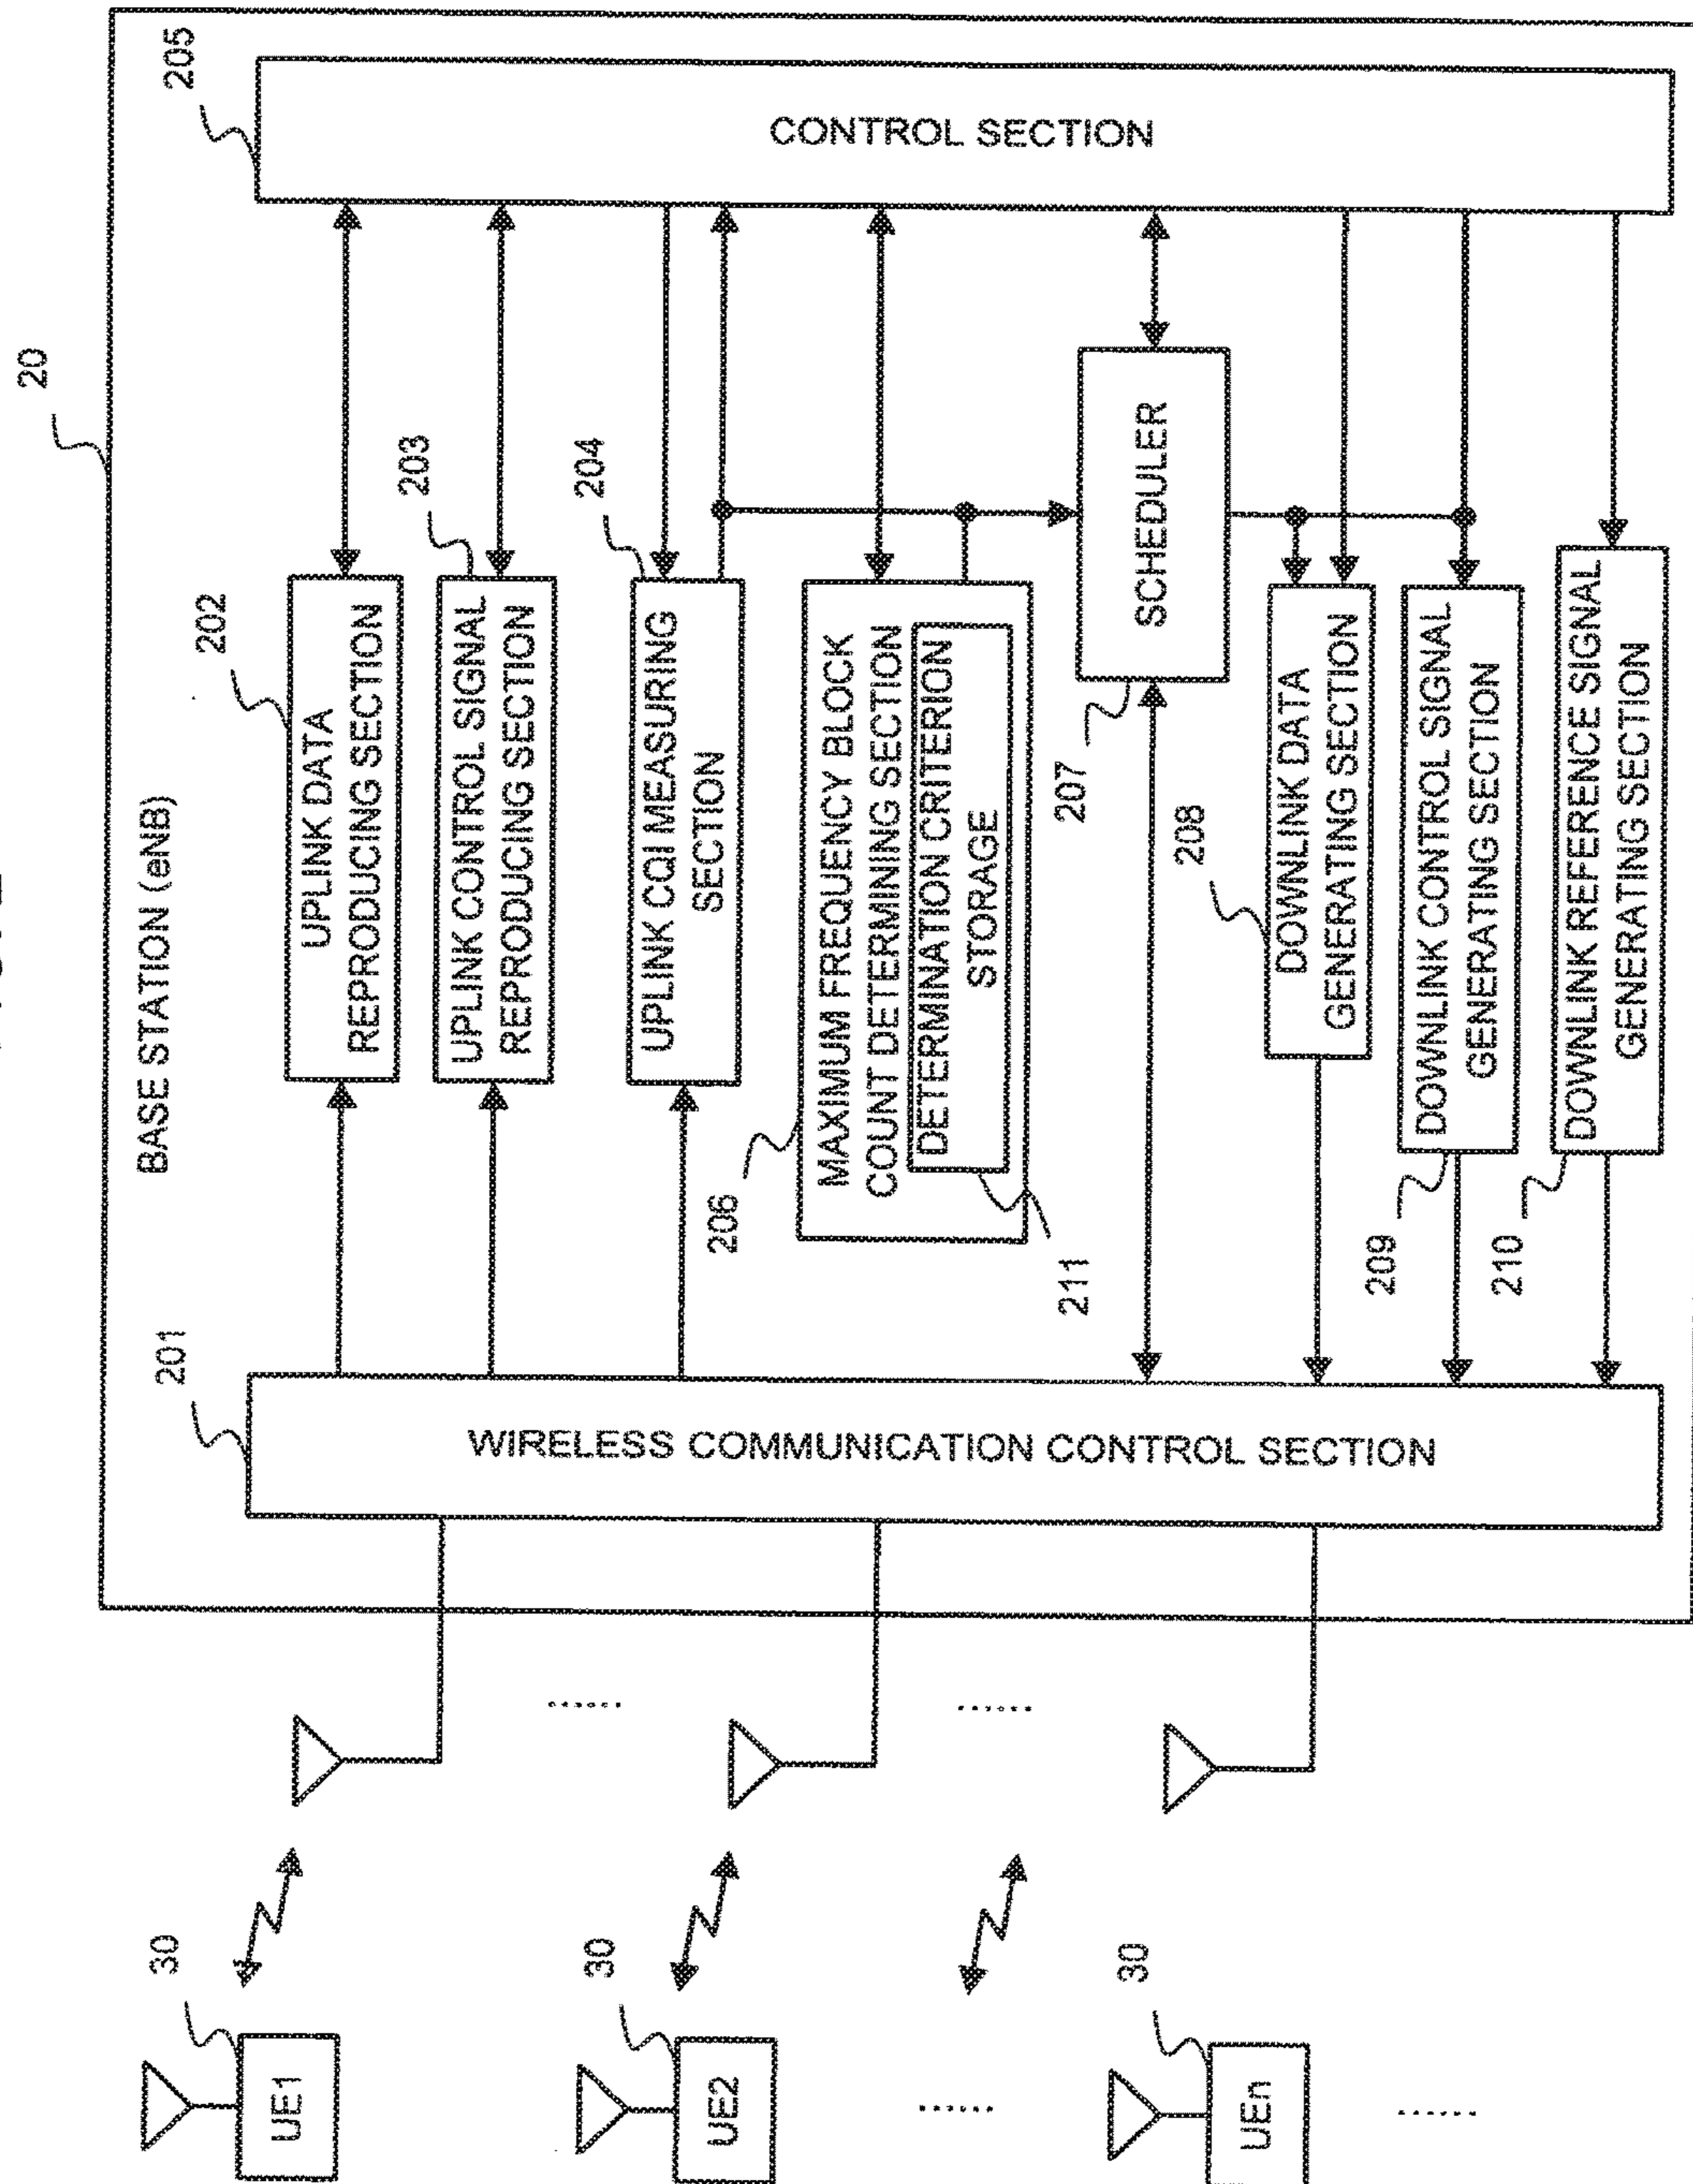 20
BASE STATION (eNB)
205
CONTROL SECTION
202
UPLINK DATA
REPRODUCING SECTION
203
UPLINK CONTROL SIGNAL
REPRODUCING SECTION
204
UPLINK CQI MEASURING
SECTION
206
MAXIMUM FREQUENCY BLOCK
COUNT DETERMINING SECTION
DETERMINATION CRITERION
STORAGE
211
SCHEDULER
207
208
DOWNLINK DATA
GENERATING SECTION
209
DOWNLINK CONTROL SIGNAL
GENERATING SECTION
210
DOWNLINK REFERENCE SIGNAL
GENERATING SECTION
201
WIRELESS COMMUNICATION CONTROL SECTION
30
UE1
30
UE2
30
UEn